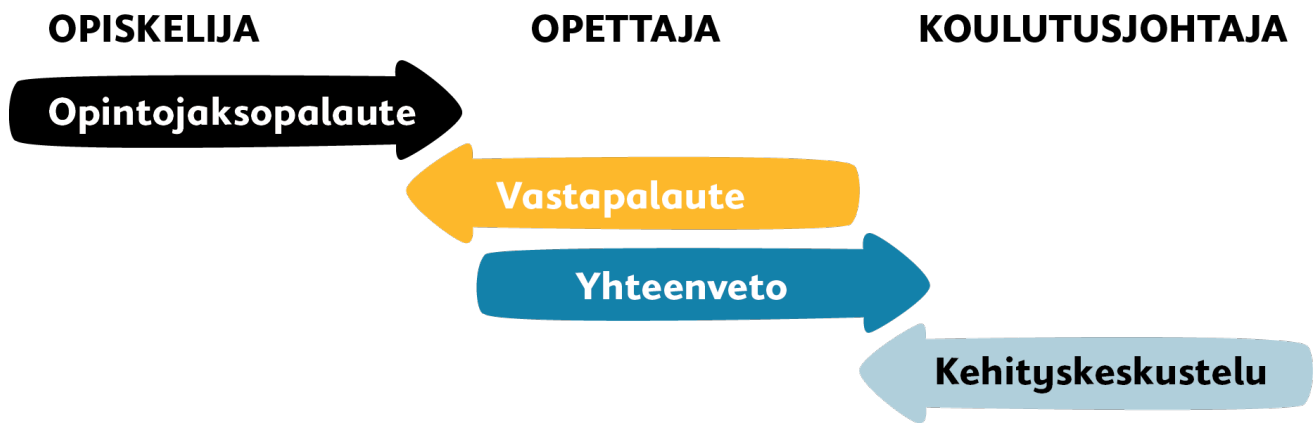 OPISKELIJA
OPETTAJA
KOULUTUSJOHTAJA
Opintojaksopalaute
Vastapalaute
Yhteenveto
Kehityskeskustelu